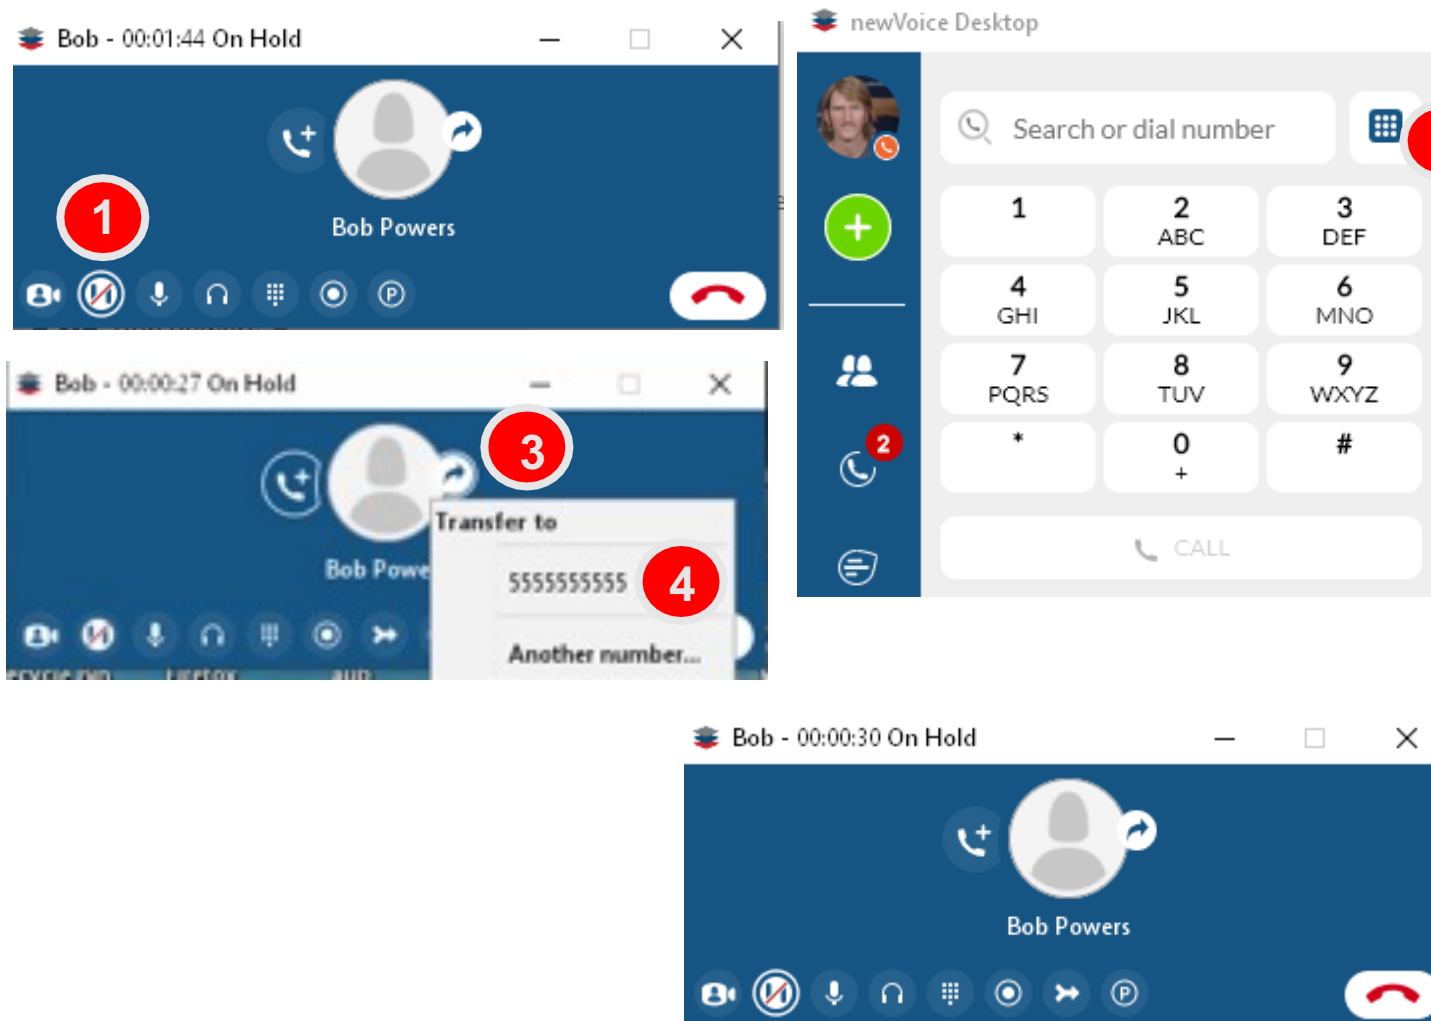 Bob - 00:01:44 On Hold
1
Bob Powers
P
newVoice Desktop
Search or dial number
1
2
ABC
3
DEF
4
GHI
5
JKL
6
MNO
7
PQRS
8
TUV
9
WXYZ
*
0
+
#
2
CALL
Bob - 00:00:27 On Hold
3
Transfer to
Bob Powe
5555555555
4
Another number...
Bob - 00:00:30 On Hold
Bob Powers
P